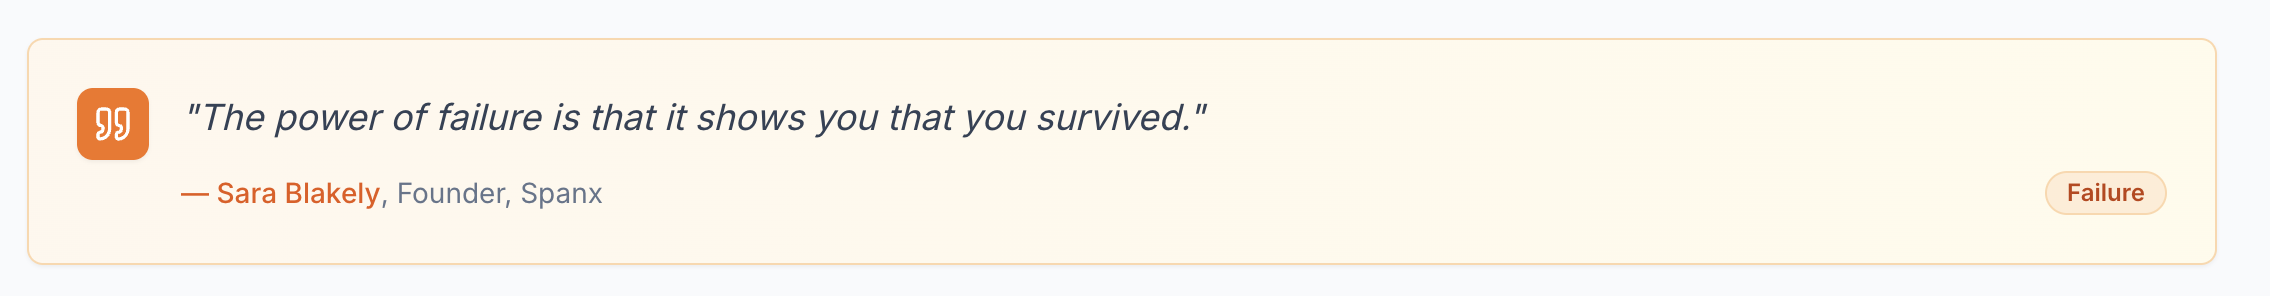 "The power of failure is that it shows you that you survived."
— Sara Blakely, Founder, Spanx
Failure